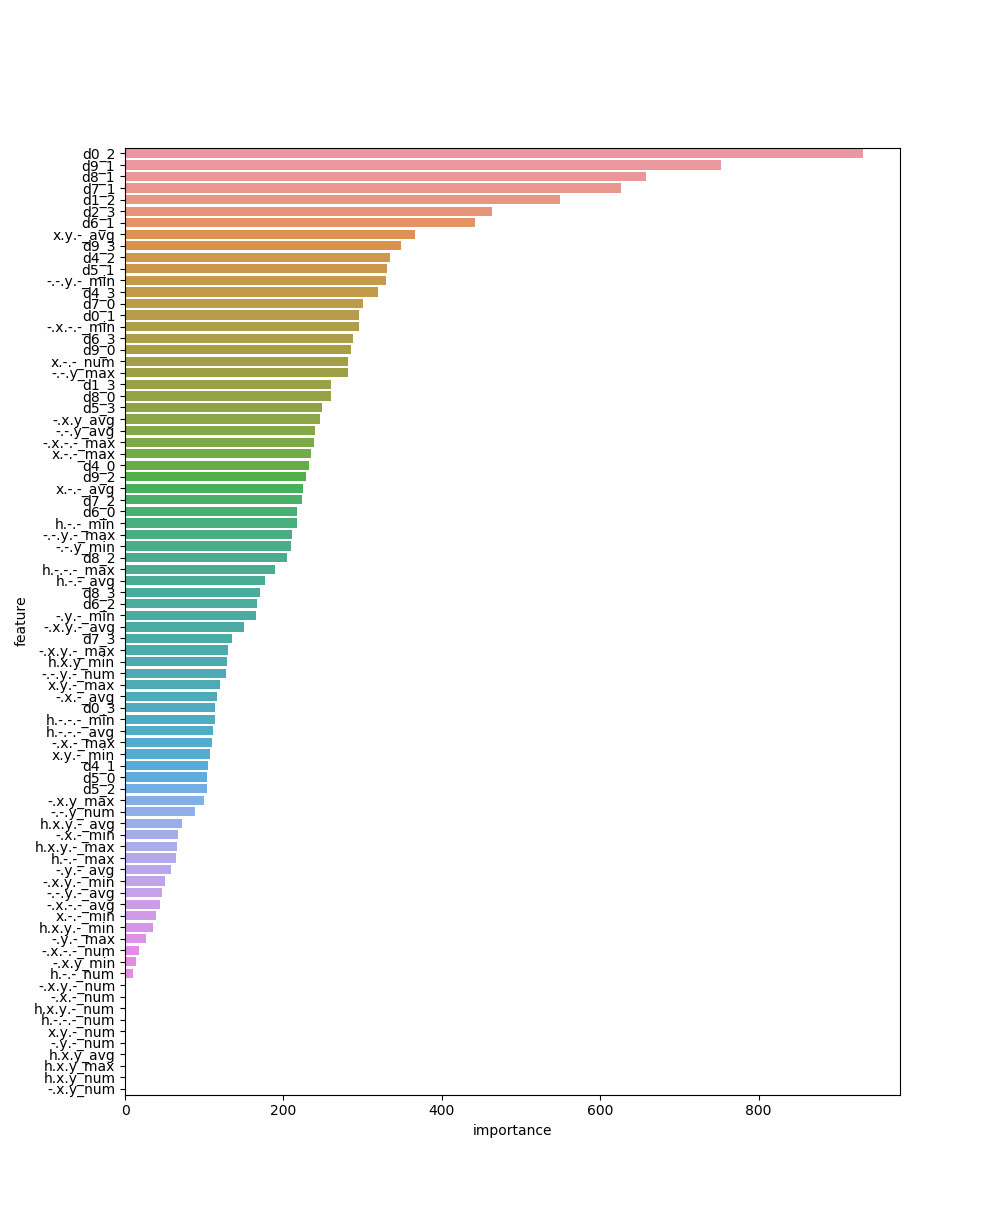 d0_2
d9_1
d8_1
d7_1
d1_2
d2_3
d6_1
x.y.-_avg
d9_3
d4_2
d5_1
-.-.y.-_min
d4_3
d7_0
d0_1
-.x.-.-_min
d6_3
d9_0
x.-.-_num
-.-.y_max
d1_3
d8_0
d5_3
-.x.y_avg
-.-.y_avg
-.x.-.-_max
x.-.-_max
d4_0
d9_2
x.-.-_avg
d7_2
d6_0
h.-.-_min
-.-.y.-_max
-.-.y_min
d8_2
h.-.-.-_max
h.-.-_avg
d8_3
d6_2
-.y.-_min
-.x.y.-_avg
d7_3
-.x.y.-_max
h.x.y_min
-.-.y.-_num
x.y.-_max
-.x.-_avg
d0_3
h.-.-.-_min
h.-.-.-_avg
-.x.-_max
x.y.-_min
d4_1
d5_0
d5_2
-.x.y_max
-.-.y_num
h.x.y.-_avg
-.x.-_min
h.x.y.-_max
h.-.-_max
-.y.-_avg
-.x.y.-_min
-.-.y.-_avg
-.x.-.-_avg
x.-.-_min
h.x.y.-_min
-.y.-_max
-.x.-.-_num
-.x.y_min
h.-.-_num
-.x.y.-_num
-.x.-_num
h.x.y.-_num
h.-.-.-_num
x.y.-_num
-.y.-_num
h.x.y_avg
h.x.y_max
h.x.y_num
-.x.y_num
feature
0 200 400 600 800
importance